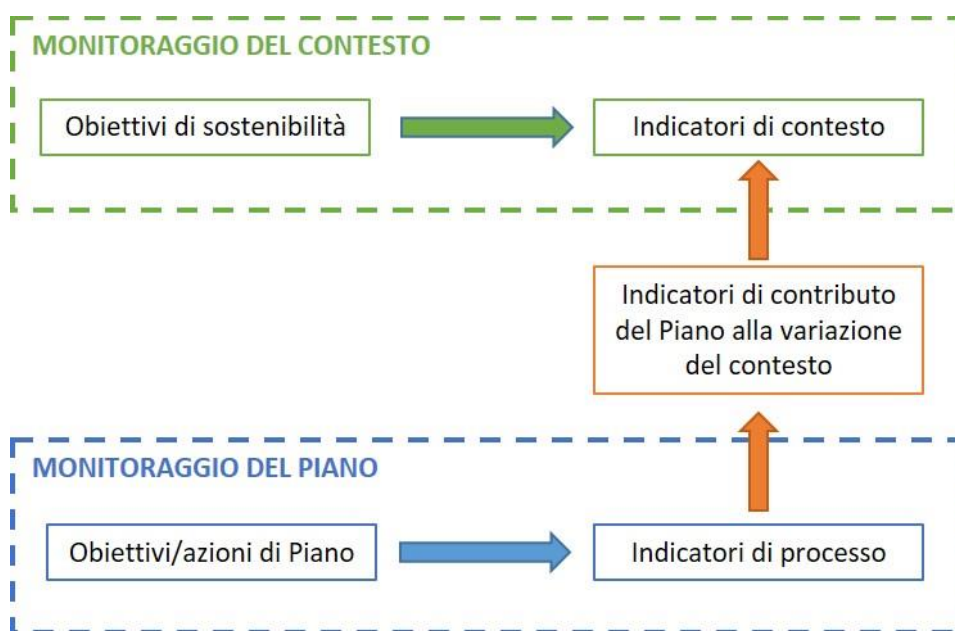 MONITORAGGIO DEL CONTESTO
Obiettivi di sostenibilità
Indicatori di contesto
Indicatori di contributo
del Piano alla variazione
del contesto
MONITORAGGIO DEL PIANO
Obiettivi/azioni di Piano
Indicatori di processo